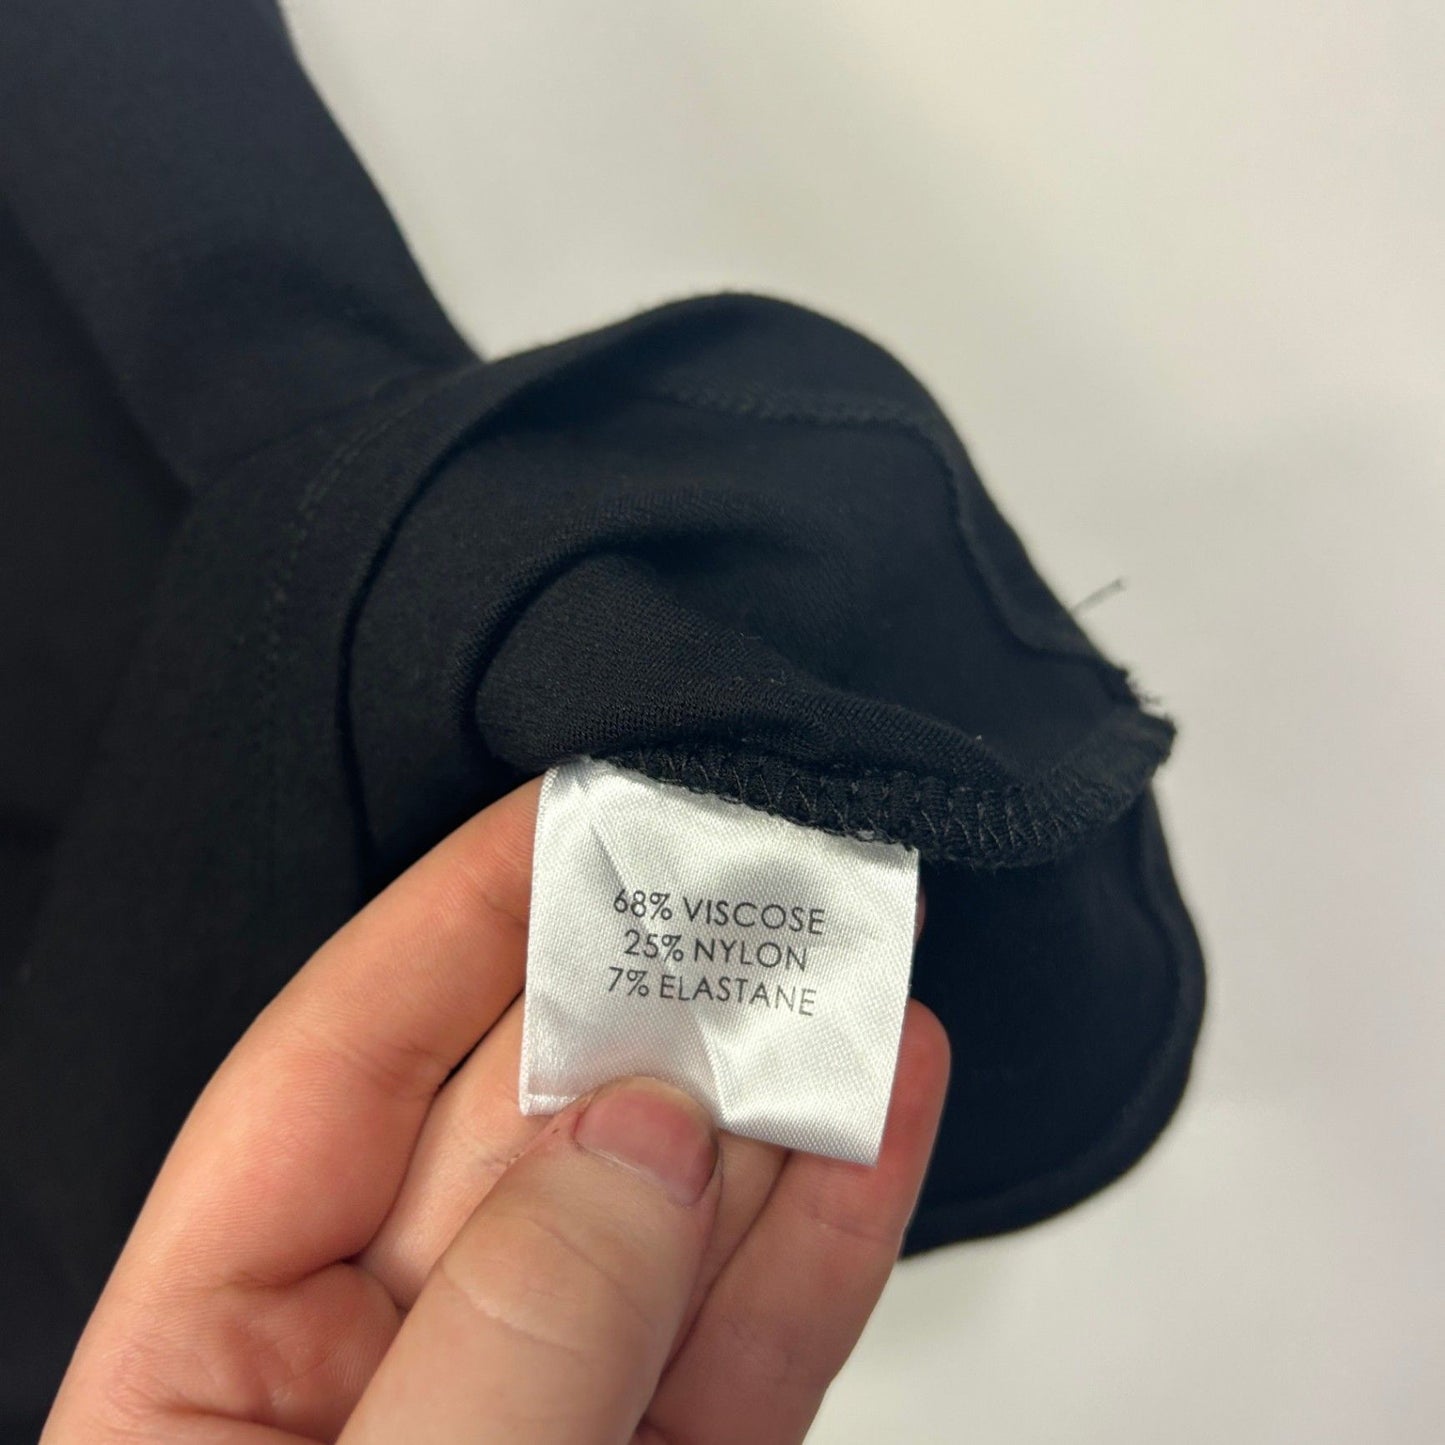 68% VISCOSE
25% NYLON
7% ELASTANE